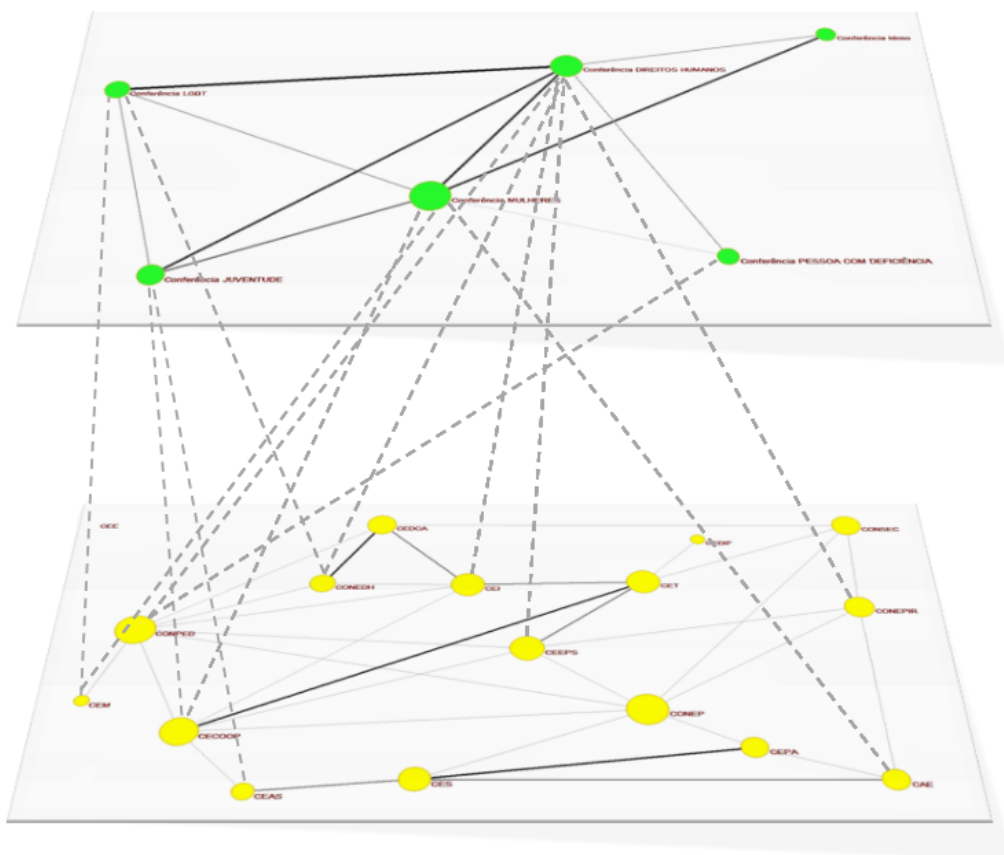 Conferência Idoso
Conferência DIREITOS HUMANOS
Conferência LGBT
Conferência MULHERES
Conferência PESSOA COM DEFICIÊNCIA
Conferência JUVENTUDE
CEE
CEDCA
CONSEC
CEDIF
CONEDH
CEI
CET
CONEPIR
CONPED
CEEPS
CEM
CONEP
CECOOP
CEPA
CES
CAE
CEAS